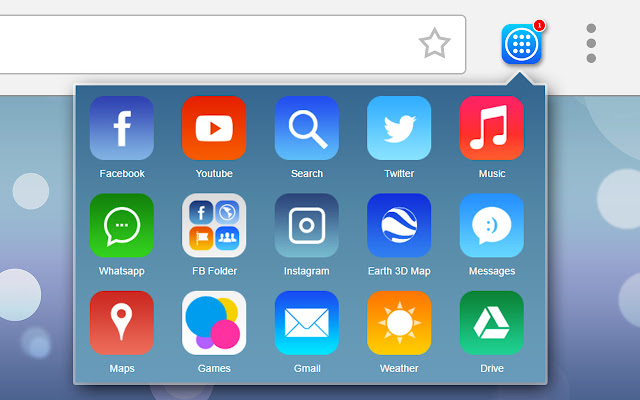 1
Facebook
Youtube
Search
Twitter
Music
Whatsapp
FB Folder
Instagram
Earth 3D Map
Messages
Maps
Games
Gmail
Weather
Drive